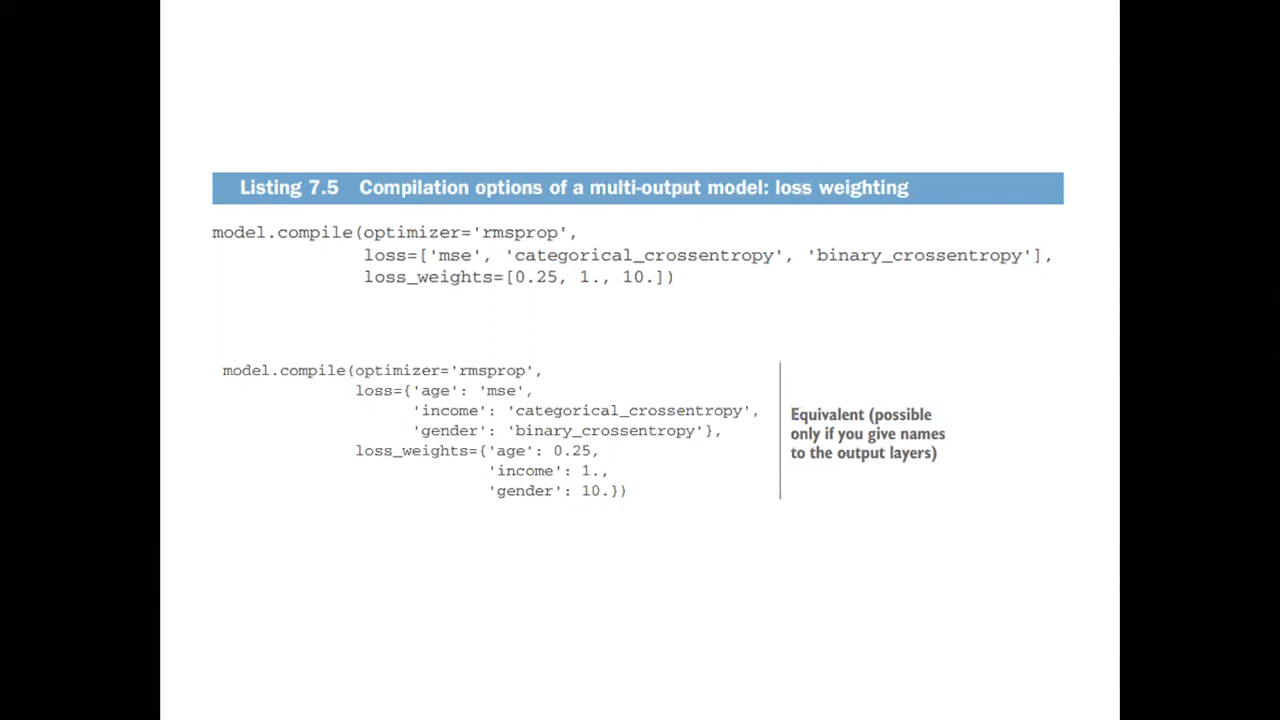 Listing 7.5 Compilation options of a multi-output model: loss weighting
model.compile(optimizer='rmsprop',
loss=['mse', 'categorical_crossentropy', 'binary_crossentropy'],
loss_weights=[0.25, 1., 10.])
model.compile(optimizer='rmsprop',
loss={'age': 'mse',
'income': 'categorical_crossentropy',
'gender': 'binary_crossentropy'},
loss_weights={'age': 0.25,
'income': 1.,
'gender': 10.})
Equivalent (possible
only if you give names
to the output layers)